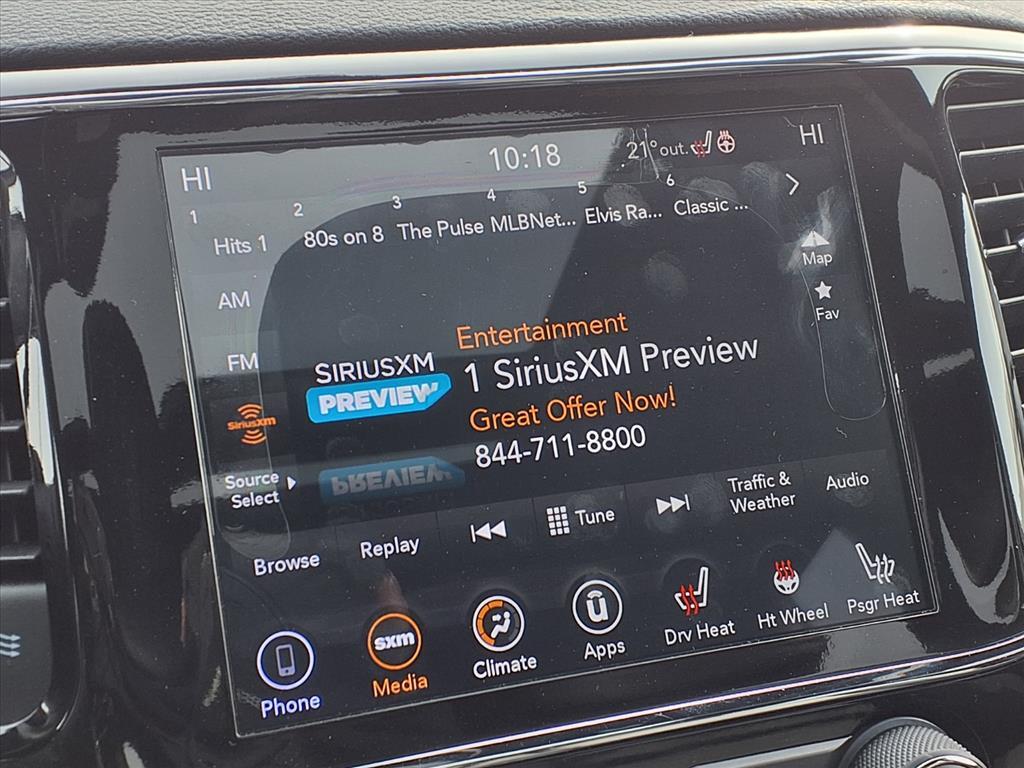 HI 10:18 21° out. HI
1 2 3 4 5 6
Hits 1 80s on 8 The Pulse MLBNet... Elvis Ra... Classic ...
AM
FM
SiriusXM
Source
Select
SIRIUSXM
PREVIEW
Entertainment
1 SiriusXM Preview
Great Offer Now!
844-711-8800
Map
Fav
Browse Replay Tune
Traffic &
Weather
Audio
Phone
sxm
Media
Climate
u
Apps
Drv Heat
Ht Wheel
Psgr Heat